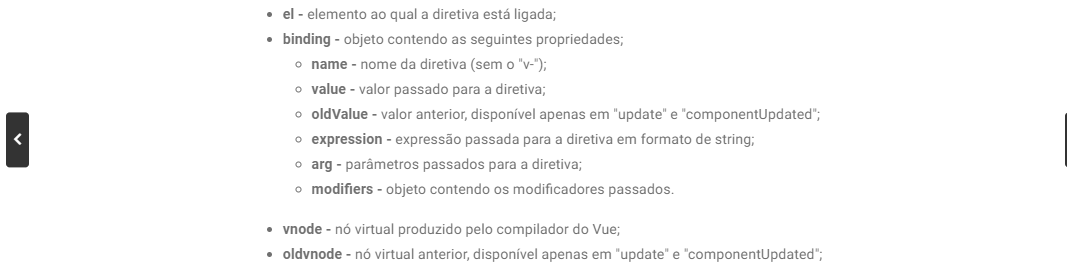 el - elemento ao qual a diretiva está ligada;
binding - objeto contendo as seguintes propriedades;
name - nome da diretiva (sem o "v-");
value - valor passado para a diretiva;
oldValue - valor anterior, disponível apenas em "update" e "componentUpdated";
expression - expressão passada para a diretiva em formato de string;
arg - parâmetros passados para a diretiva;
modifiers - objeto contendo os modificadores passados.
vnode - nó virtual produzido pelo compilador do Vue;
oldvnode - nó virtual anterior, disponível apenas em "update" e "componentUpdated";